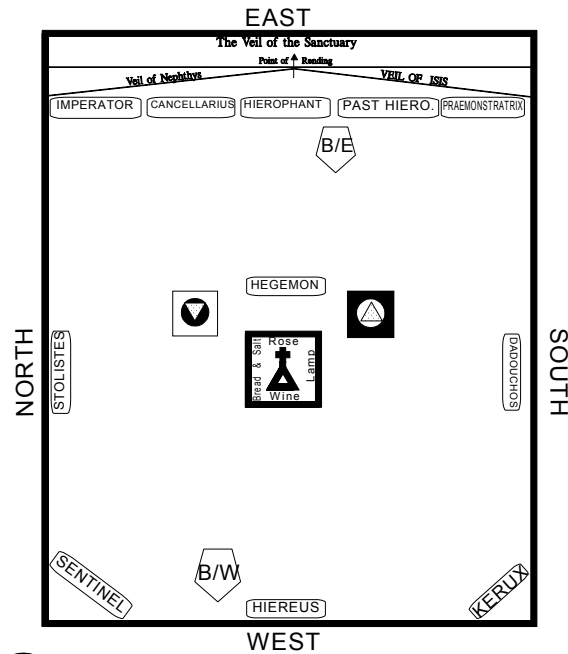 EAST
The Veil of the Sanctuary
Point of Rending
Veil of Nephthys
VEIL OF ISIS
IMPERATOR
CANCELLARIUS
HIEROPHANT
PAST HIERO.
PRAEMONSTRATRIX
B/E
HEGEMON
NORTH
STOLISTES
Bread & Salt
Rose
Lamp
Wine
DADOUCHOS
SOUTH
SENTINEL
B/W
HIEREUS
KERUX
WEST